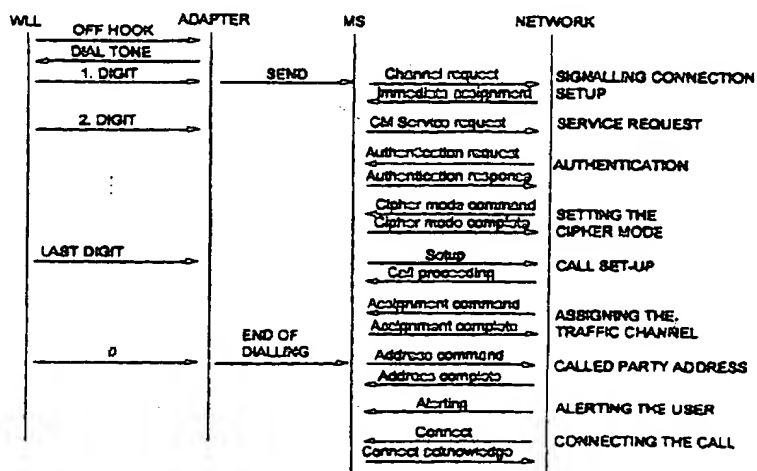 WLL ADAPTER MS NETWORK
OFF HOOK
DIAL TONE
1. DIGIT SEND Channel request SIGNALLING CONNECTION
Immediate assignment SETUP
2. DIGIT CM Service request SERVICE REQUEST
Authentication request
AUTHENTICATION
Authentication response
Cipher mode command
SETTING THE
Cipher mode complete CIPHER MODE
LAST DIGIT Setup
CALL SET-UP
Call proceeding
Assignment command
ASSIGNING THE.
Assignment complete TRAFFIC CHANNEL
END OF
DIALLING
Address command
CALLED PARTY ADDRESS
Address complete
Alerting ALERTING THE USER
Connect
CONNECTING THE CALL
Connect acknowledge